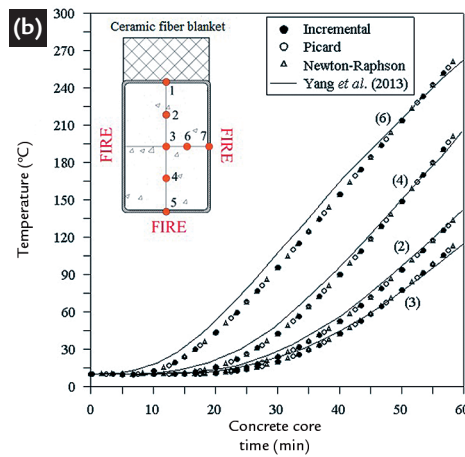 (b)
300
270
240
210
180
150
120
90
60
30
0
Temperature (°C)
Ceramic fiber blanket
1
2
3 6 7
4
5
FIRE
FIRE
FIRE
Incremental
Picard
Newton-Raphson
Yang et al. (2013)
(6)
(4)
(2)
(3)
0 10 20 30 40 50 60
Concrete core
time (min)